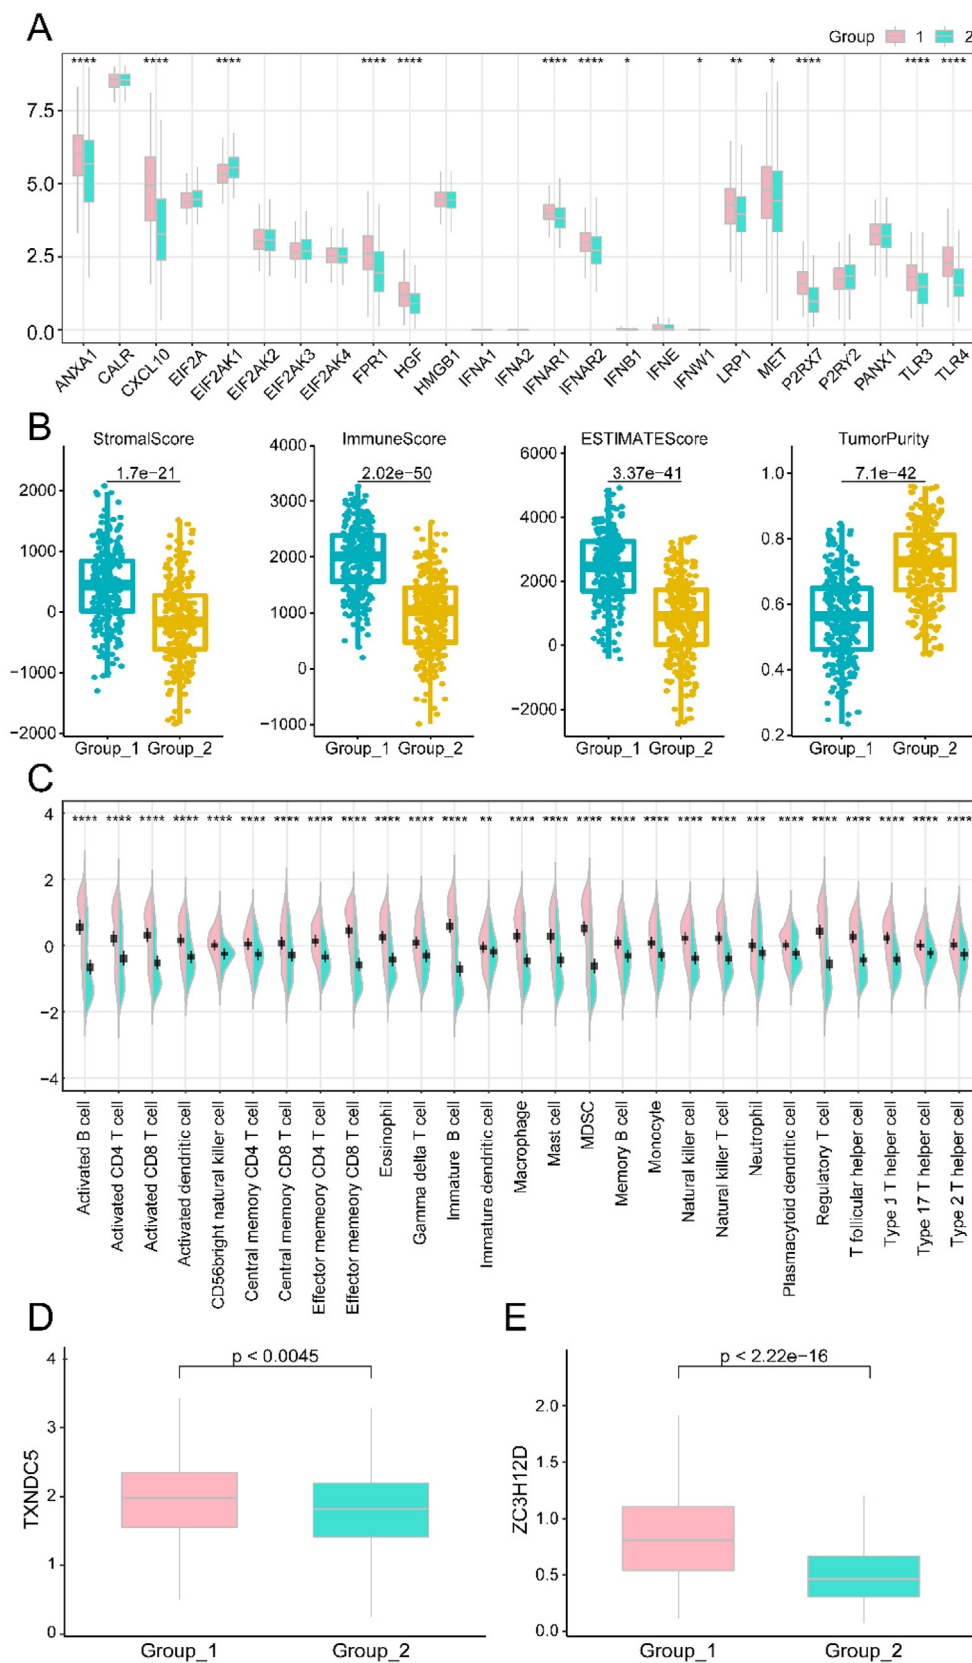 A
Group 1 2
**** **** **** **** **** **** **** * * ** * **** **** ****
7.5
5.0
2.5
0.0
ANXA1 CALR CXCL10 EIF2A EIF2AK1 EIF2AK2 EIF2AK3 EIF2AK4 FPR1 HGF HMGB1 IFNA1 IFNA2 IFNAR1 IFNAR2 IFNB1 IFNE IFNW1 LRP1 MET P2RX7 P2RY2 PANX1 TLR3 TLR4
B
StromalScore
1.7e−21
2000
1000
0
−1000
−2000
Group_1 Group_2
ImmuneScore
2.02e−50
4000
3000
2000
1000
0
−1000
Group_1 Group_2
ESTIMATEScore
3.37e−41
6000
4000
2000
0
−2000
Group_1 Group_2
TumorPurity
7.1e−42
1.0
0.8
0.6
0.4
0.2
Group_1 Group_2
C
**** **** **** **** **** **** **** **** **** **** **** **** ** **** **** **** **** **** **** **** *** **** **** **** **** **** ****
4
2
0
−2
−4
Activated B cell
Activated CD4 T cell
Activated CD8 T cell
Activated dendritic cell
CD56bright natural killer cell
Central memory CD4 T cell
Central memory CD8 T cell
Effector memeory CD4 T cell
Effector memeory CD8 T cell
Eosinophil
Gamma delta T cell
Immature B cell
Immature dendritic cell
Macrophage
Mast cell
MDSC
Memory B cell
Monocyte
Natural killer cell
Natural killer T cell
Neutrophil
Plasmacytoid dendritic cell
Regulatory T cell
T follicular helper cell
Type 1 T helper cell
Type 17 T helper cell
Type 2 T helper cell
D
p < 0.0045
TXNDC5
4
3
2
1
0
Group_1 Group_2
E
p < 2.22e−16
ZC3H12D
2.0
1.5
1.0
0.5
0.0
Group_1 Group_2